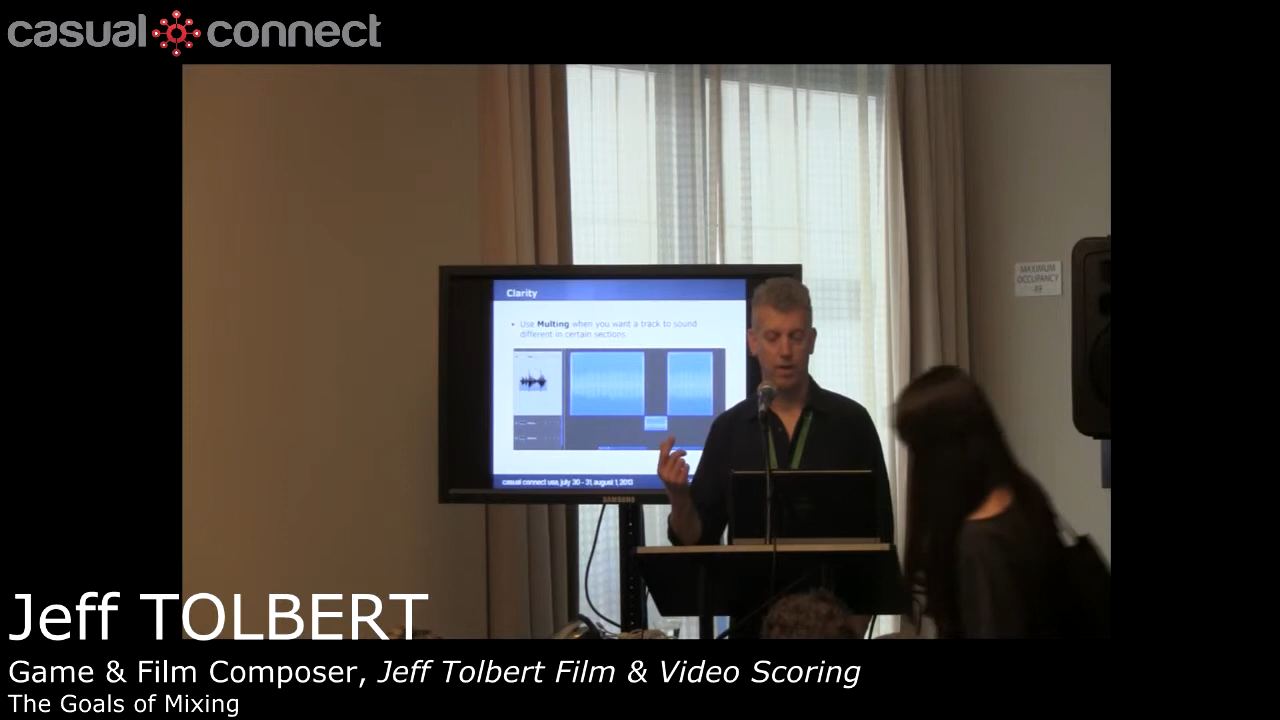 casual connect
MAXIMUM
OCCUPANCY
49
Clarity
• Use Multing when you want a track to sound
different in certain sections.
casual connect usa, july 30 - 31, august 1, 2013
SAMSUNG
Jeff TOLBERT
Game & Film Composer, Jeff Tolbert Film & Video Scoring
The Goals of Mixing